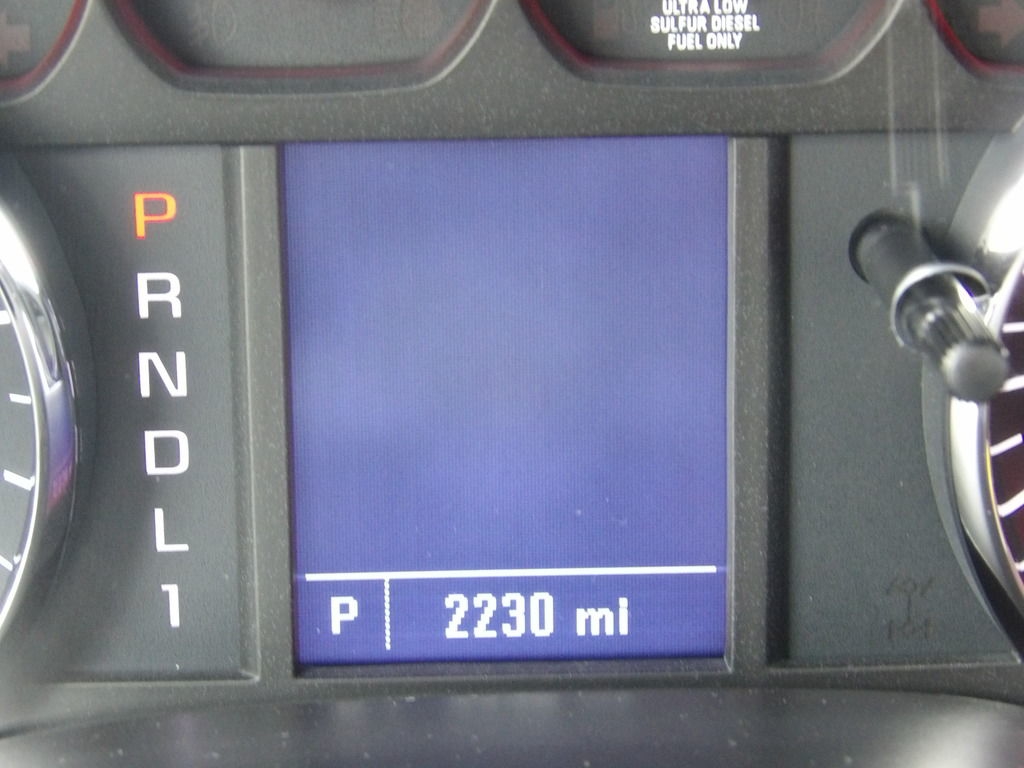 ULTRA LOW
SULFUR DIESEL
FUEL ONLY
P
R
N
D
L
1
P 2230 mi